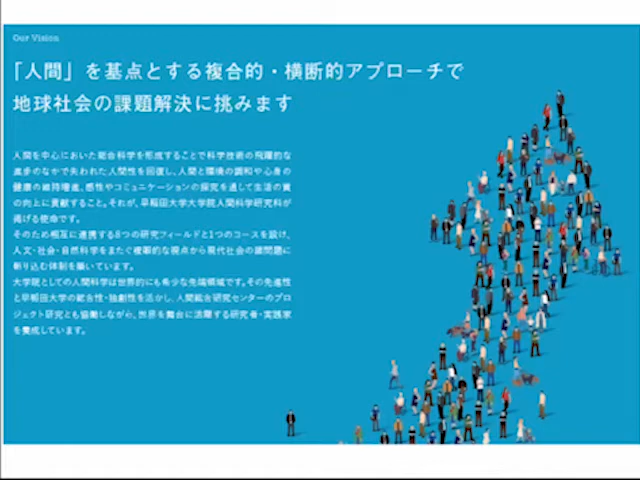 Our Vision
「人間」を基点とする複合的・横断的アプローチで
地球社会の課題解決に挑みます
人間を中心においた総合科学を形成することで科学技術の飛躍的な
進歩のなかで失われた人間性を回復し、人間と環境の調和や心身の
健康の維持増進、感性やコミュニケーションの探究を通して生活の質
の向上に貢献すること。それが、早稲田大学大学院人間科学研究科が
掲げる使命です。
そのため相互に連携する8つの研究フィールドと1つのコースを設け、
人文・社会・自然科学をまたぐ複眼的な視点から現代社会の諸問題に
斬り込む体制を築いています。
大学院としての人間科学は世界的にも希少な先端領域です。その先進性
と早稲田大学の総合性・独創性を活かし、人間総合研究センターのプロ
ジェクト研究とも協働しながら、世界を舞台に活躍する研究者・実践家
を養成しています。